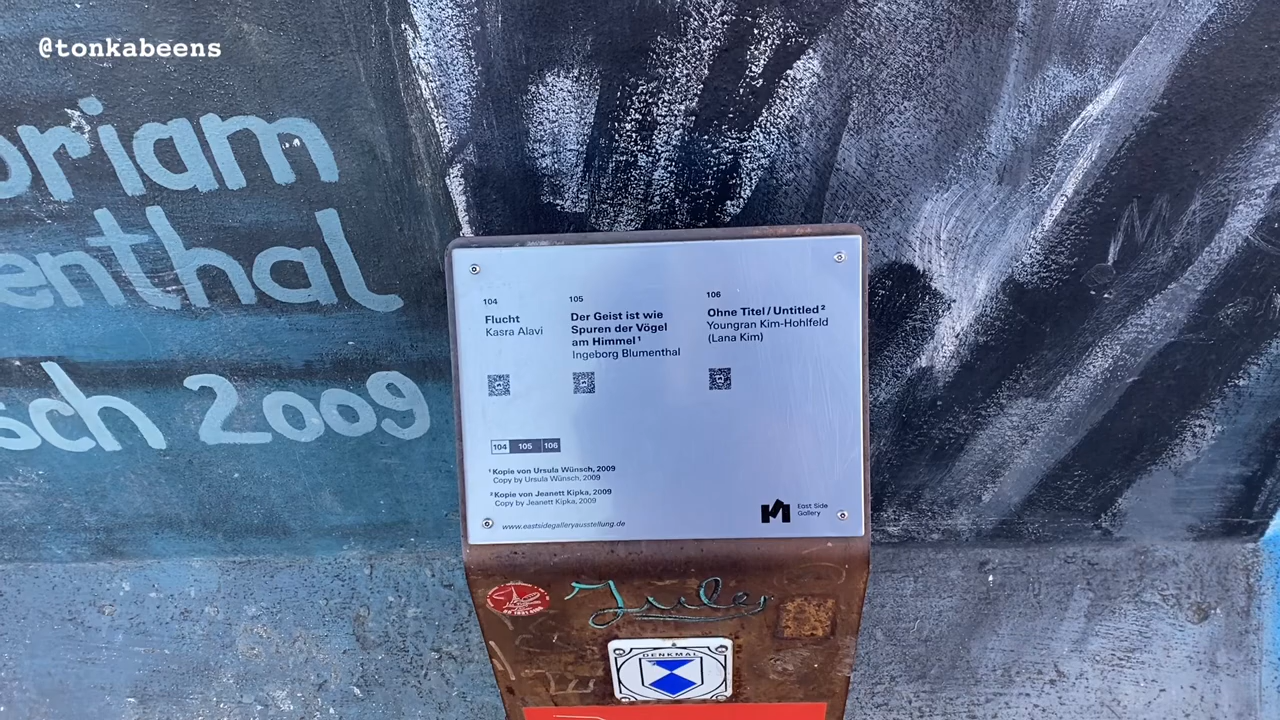 @tonkabeens
oriam
enthal
sch 2009
104
Flucht
Kasra Alavi
105
Der Geist ist wie
Spuren der Vögel
am Himmel¹
Ingeborg Blumenthal
106
Ohne Titel / Untitled²
Youngran Kim-Hohlfeld
(Lana Kim)
104 105 106
¹ Kopie von Ursula Wünsch, 2009
Copy by Ursula Wünsch, 2009
² Kopie von Jeanett Kipka, 2009
Copy by Jeanett Kipka, 2009
www.eastsidegalleryausstellung.de
East Side
Gallery
DENKMAL